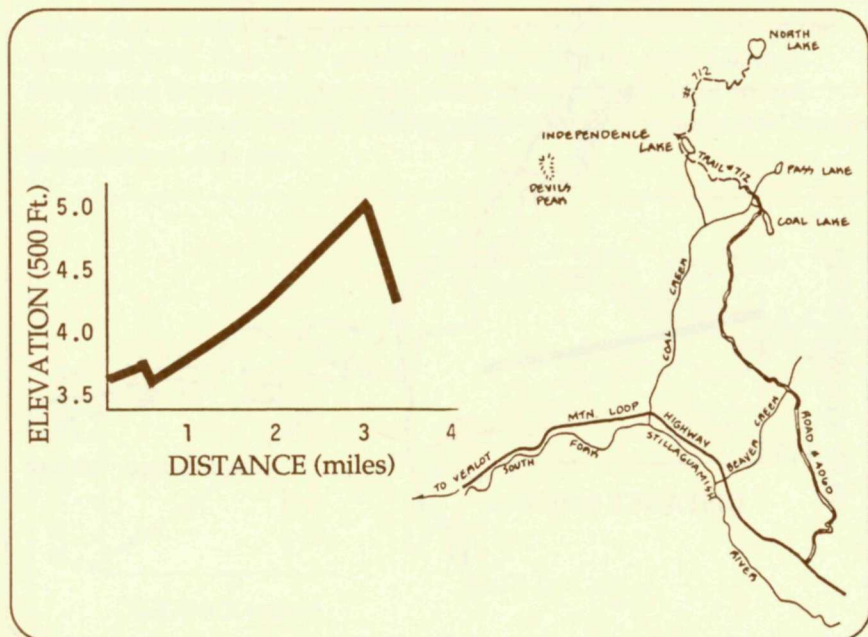 ELEVATION (500 Ft.)
5.0
4.5
4.0
3.5
1 2 3 4
DISTANCE (miles)
NORTH
LAKE
# 712
INDEPENDENCE
LAKE
TRAIL #712
PASS LAKE
DEVILS
PEAK
COAL LAKE
COAL CREEK
MTN. LOOP HIGHWAY
TO VERLOT
SOUTH FORK STILLAGUAMISH RIVER
BEAVER CREEK
ROAD # 4060